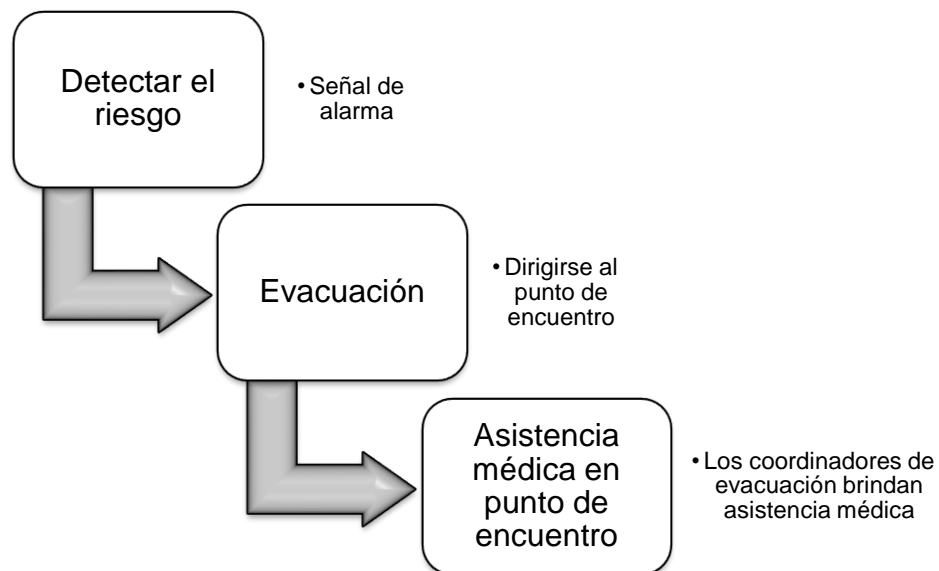 Detectar el
riesgo
• Señal de
alarma
Evacuación
• Dirigirse al
punto de
encuentro
Asistencia
médica en
punto de
encuentro
• Los coordinadores de
evacuación brindan
asistencia médica